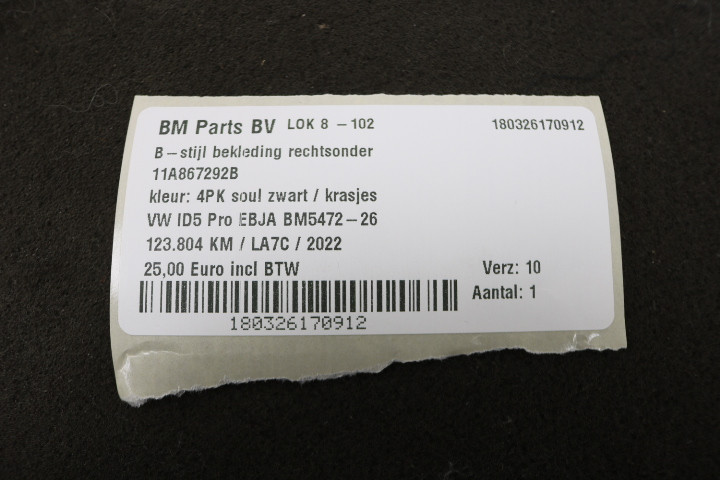 BM Parts BV LOK 8 - 102 180326170912
B-stijl bekleding rechtsonder
11A867292B
kleur: 4PK soul zwart / krasjes
VW ID5 Pro EBJA BM5472-26
123.804 KM / LA7C / 2022
25,00 Euro incl BTW Verz: 10
Aantal: 1
180326170912